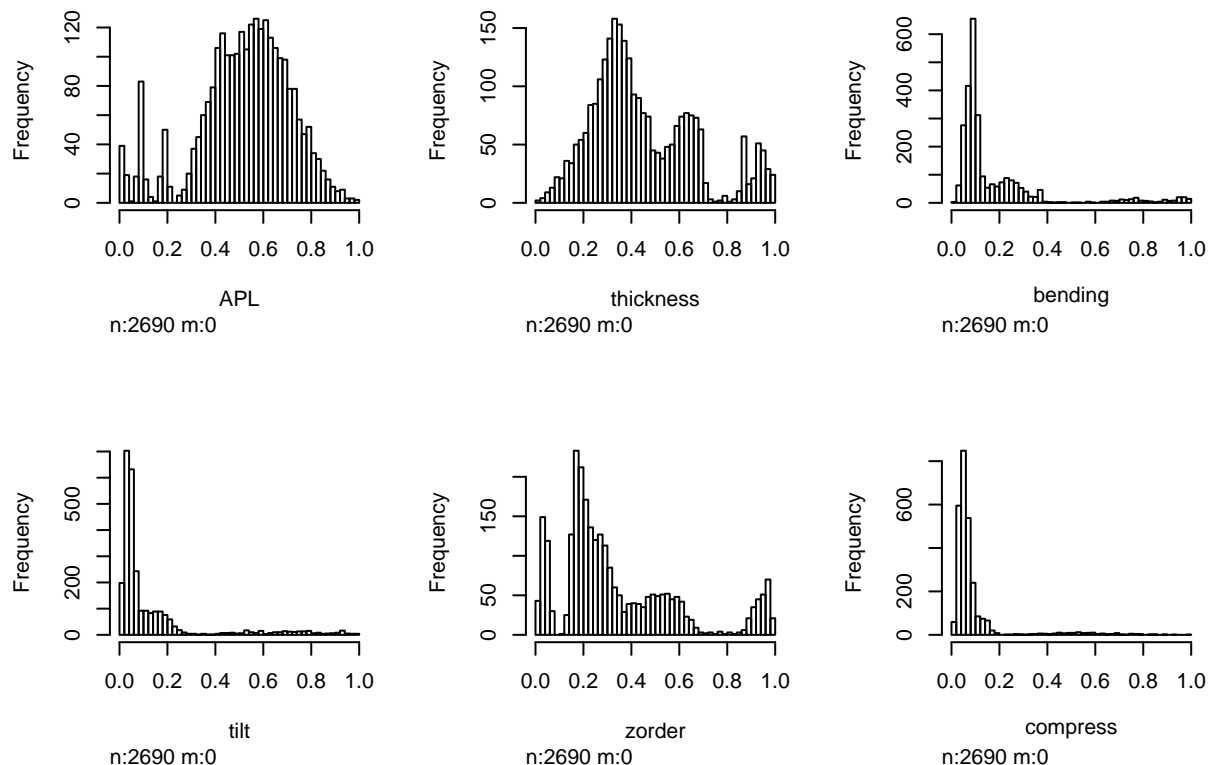 Frequency
0 40 80 120
0.0 0.2 0.4 0.6 0.8 1.0
APL
n:2690 m:0
Frequency
0 50 100 150
0.0 0.2 0.4 0.6 0.8 1.0
thickness
n:2690 m:0
Frequency
0 200 400 600
0.0 0.2 0.4 0.6 0.8 1.0
bending
n:2690 m:0
Frequency
0 200 500
0.0 0.2 0.4 0.6 0.8 1.0
tilt
n:2690 m:0
Frequency
0 50 150
0.0 0.2 0.4 0.6 0.8 1.0
zorder
n:2690 m:0
Frequency
0 200 600
0.0 0.2 0.4 0.6 0.8 1.0
compress
n:2690 m:0